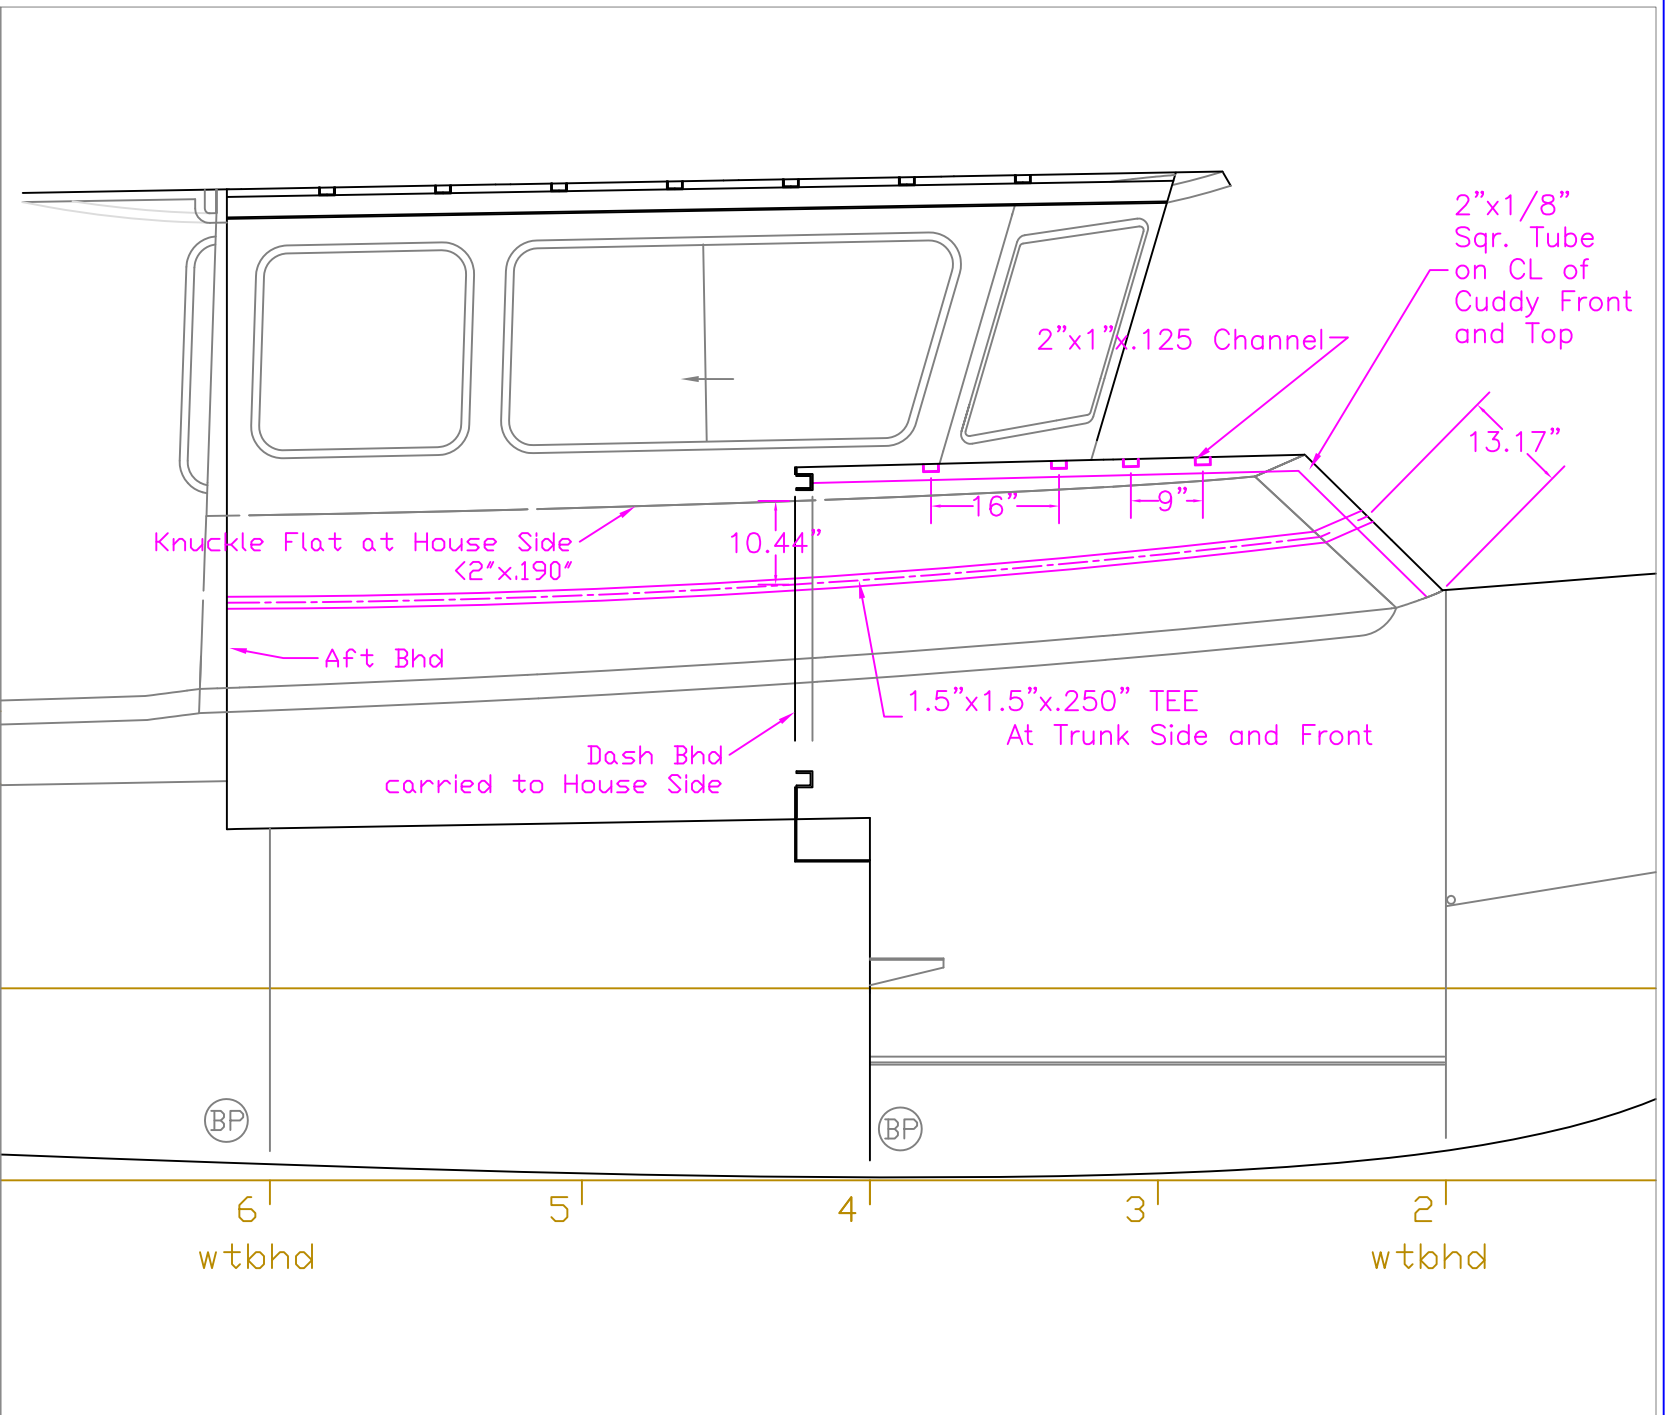 2”x1/8”
Sqr. Tube
on CL of
Cuddy Front
and Top
2”x1”x.125 Channel
13.17”
16”
9”
Knuckle Flat at House Side
<2”x.190”
10.44”
Aft Bhd
1.5”x1.5”x.250” TEE
At Trunk Side and Front
Dash Bhd
carried to House Side
BP
BP
6
5
4
3
2
wtbhd
wtbhd